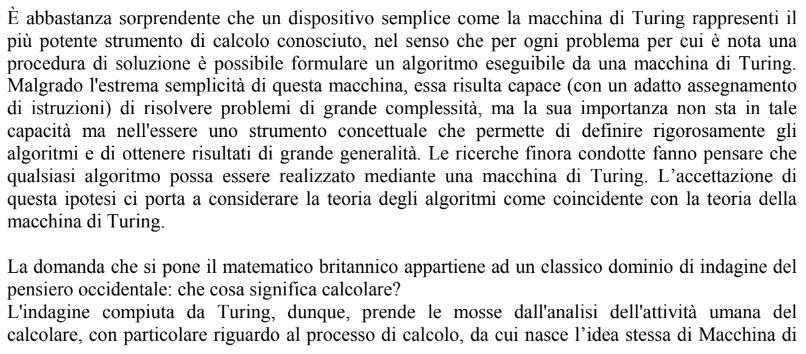 È abbastanza sorprendente che un dispositivo semplice come la macchina di Turing rappresenti il
più potente strumento di calcolo conosciuto, nel senso che per ogni problema per cui è nota una
procedura di soluzione è possibile formulare un algoritmo eseguibile da una macchina di Turing.
Malgrado l'estrema semplicità di questa macchina, essa risulta capace (con un adatto assegnamento
di istruzioni) di risolvere problemi di grande complessità, ma la sua importanza non sta in tale
capacità ma nell'essere uno strumento concettuale che permette di definire rigorosamente gli
algoritmi e di ottenere risultati di grande generalità. Le ricerche finora condotte fanno pensare che
qualsiasi algoritmo possa essere realizzato mediante una macchina di Turing. L’accettazione di
questa ipotesi ci porta a considerare la teoria degli algoritmi come coincidente con la teoria della
macchina di Turing.
La domanda che si pone il matematico britannico appartiene ad un classico dominio di indagine del
pensiero occidentale: che cosa significa calcolare?
L'indagine compiuta da Turing, dunque, prende le mosse dall'analisi dell'attività umana del
calcolare, con particolare riguardo al processo di calcolo, da cui nasce l’idea stessa di Macchina di